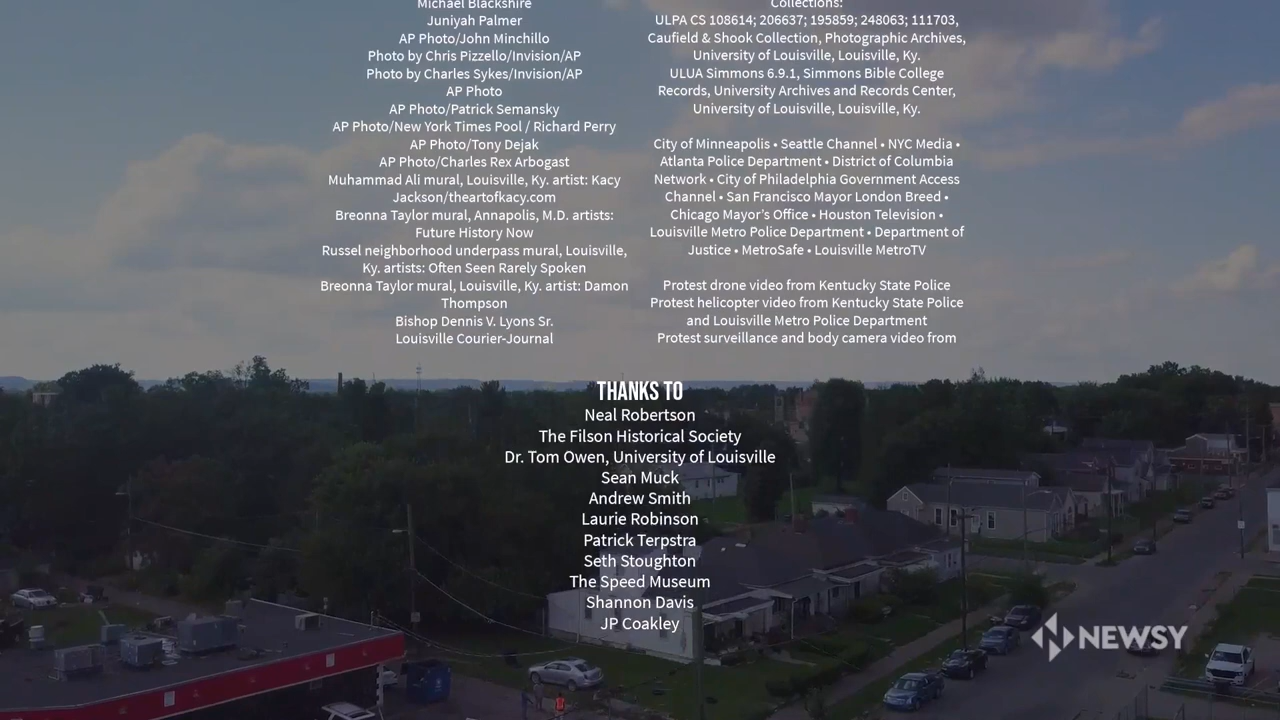 Michael Blackshire
Juniyah Palmer
AP Photo/John Minchillo
Photo by Chris Pizzello/Invision/AP
Photo by Charles Sykes/Invision/AP
AP Photo
AP Photo/Patrick Semansky
AP Photo/New York Times Pool / Richard Perry
AP Photo/Tony Dejak
AP Photo/Charles Rex Arbogast
Muhammad Ali mural, Louisville, Ky. artist: Kacy
Jackson/theartofkacy.com
Breonna Taylor mural, Annapolis, M.D. artists:
Future History Now
Russel neighborhood underpass mural, Louisville,
Ky. artists: Often Seen Rarely Spoken
Breonna Taylor mural, Louisville, Ky. artist: Damon
Thompson
Bishop Dennis V. Lyons Sr.
Louisville Courier-Journal
Collections:
ULPA CS 108614; 206637; 195859; 248063; 111703,
Caufield & Shook Collection, Photographic Archives,
University of Louisville, Louisville, Ky.
ULUA Simmons 6.9.1, Simmons Bible College
Records, University Archives and Records Center,
University of Louisville, Louisville, Ky.
City of Minneapolis • Seattle Channel • NYC Media •
Atlanta Police Department • District of Columbia
Network • City of Philadelphia Government Access
Channel • San Francisco Mayor London Breed •
Chicago Mayor's Office • Houston Television •
Louisville Metro Police Department • Department of
Justice • MetroSafe • Louisville MetroTV
Protest drone video from Kentucky State Police
Protest helicopter video from Kentucky State Police
and Louisville Metro Police Department
Protest surveillance and body camera video from
THANKS TO
Neal Robertson
The Filson Historical Society
Dr. Tom Owen, University of Louisville
Sean Muck
Andrew Smith
Laurie Robinson
Patrick Terpstra
Seth Stoughton
The Speed Museum
Shannon Davis
JP Coakley
NEWSY